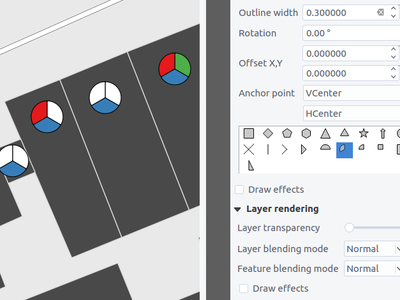 Outline width 0.300000
Rotation 0.00 °
0.000000
Offset X,Y
0.000000
Anchor point VCenter
HCenter
Draw effects
Layer rendering
Layer transparency
Layer blending mode Normal
Feature blending mode Normal
Draw effects